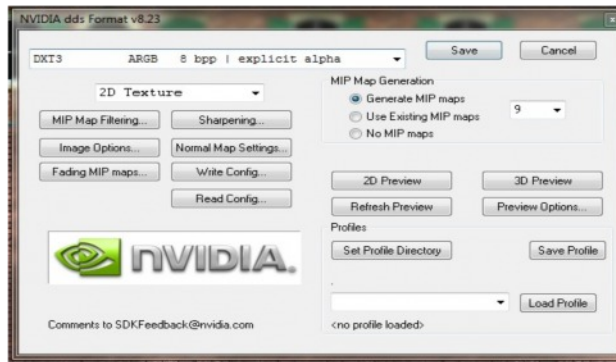 NVIDIA dds Format v8.23
DXT3 ARGB 8 bpp | explicit alpha
Save
Cancel
2D Texture
MIP Map Generation
Generate MIP maps
Use Existing MIP maps
No MIP maps
9
MIP Map Filtering...
Sharpening...
Image Options...
Normal Map Settings...
Fading MIP maps...
Write Config...
Read Config...
2D Preview
3D Preview
Refresh Preview
Preview Options...
Profiles
Set Profile Directory
Save Profile
.
Load Profile
<no profile loaded>
NVIDIA.
Comments to SDKFeedback@nvidia.com